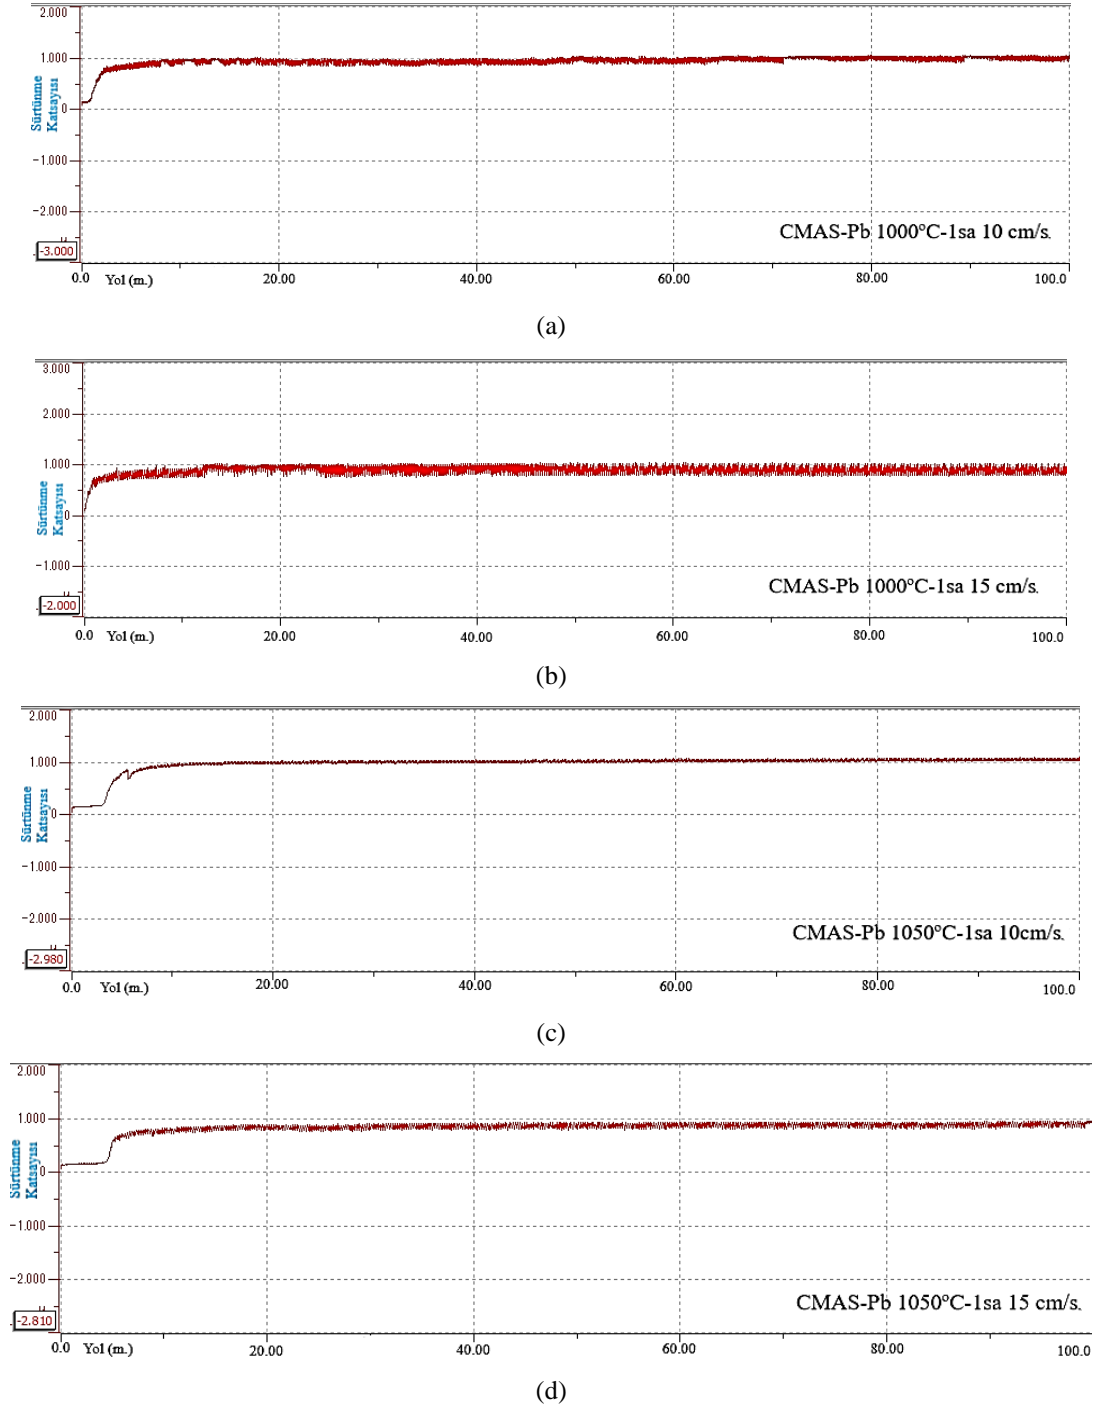 2.000
1.000
0
-1.000
-2.000
-3.000
Sürtünme
Katsayısı
CMAS-Pb 1000°C-1sa 10 cm/s.
0.0 Yol (m.) 20.00 40.00 60.00 80.00 100.0
(a)
3.000
2.000
1.000
0
-1.000
-2.000
Sürtünme
Katsayısı
CMAS-Pb 1000°C-1sa 15 cm/s.
0.0 Yol (m.) 20.00 40.00 60.00 80.00 100.0
(b)
2.000
1.000
0
-1.000
-2.000
-2.980
Sürtünme
Katsayısı
CMAS-Pb 1050°C-1sa 10cm/s.
0.0 Yol (m.) 20.00 40.00 60.00 80.00 100.0
(c)
2.000
1.000
0
-1.000
-2.000
-2.810
Sürtünme
Katsayısı
CMAS-Pb 1050°C-1sa 15 cm/s.
0.0 Yol (m.) 20.00 40.00 60.00 80.00 100.0
(d)